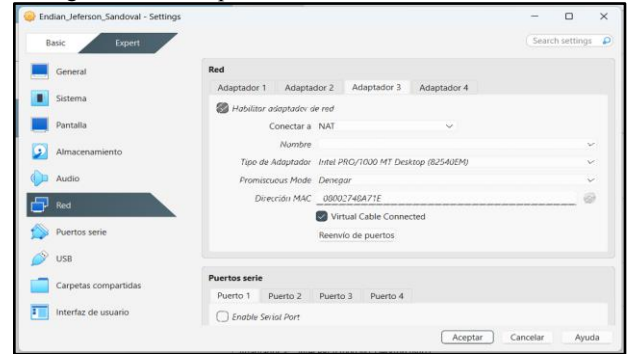 Endian_Jeferson_Sandoval - Settings
Basic Expert
Search settings
General
Sistema
Pantalla
Almacenamiento
Audio
Red
Puertos serie
USB
Carpetas compartidas
Interfaz de usuario
Red
Adaptador 1 Adaptador 2 Adaptador 3 Adaptador 4
Habilitar adaptador de red
Conectar a NAT
Nombre
Tipo de Adaptador Intel PRO/1000 MT Desktop (82540EM)
Promiscuous Mode Denegar
Dirección MAC 08002748A71E
Virtual Cable Connected
Reenvío de puertos
Puertos serie
Puerto 1 Puerto 2 Puerto 3 Puerto 4
Enable Serial Port
Aceptar Cancelar Ayuda